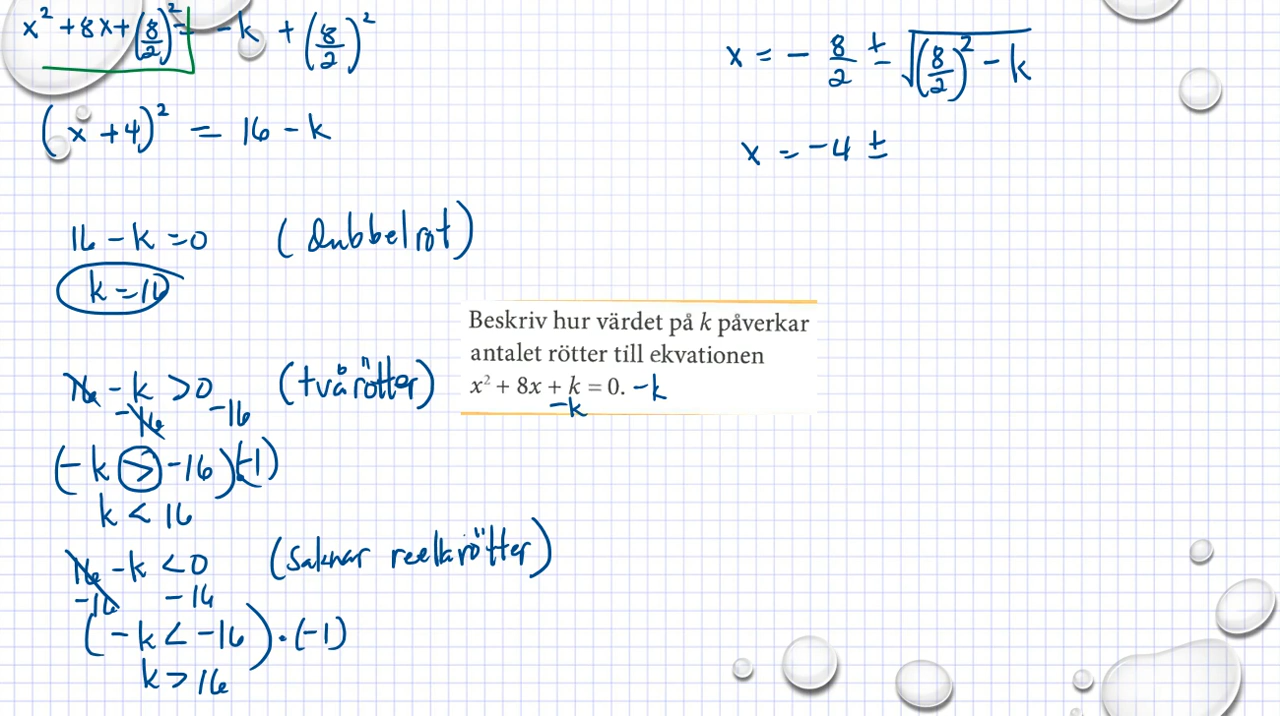 x² + 8x + (8/2)² = -k + (8/2)²
(x + 4)² = 16 - k
16 - k = 0 (Dubbelrot)
k = 16
16 - k > 0 (två rötter)
-16 -16
(-k > -16)(-1)
k < 16
16 - k < 0 (saknar reella rötter)
-16 -16
(-k < -16) · (-1)
k > 16
Beskriv hur värdet på k påverkar
antalet rötter till ekvationen
x² + 8x + k = 0. -k
-k
x = - 8/2 ± √((8/2)² - k)
x = -4 ±